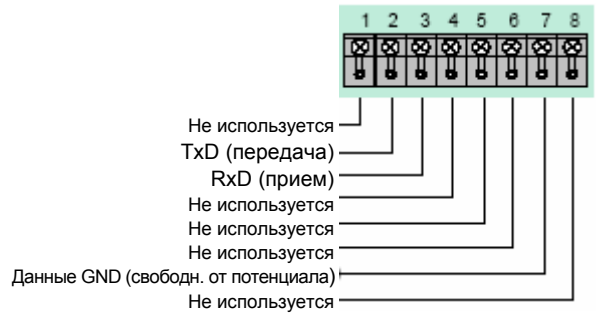 1 2 3 4 5 6 7 8
Не используется
TxD (передача)
RxD (прием)
Не используется
Не используется
Не используется
Данные GND (свободн. от потенциала)
Не используется